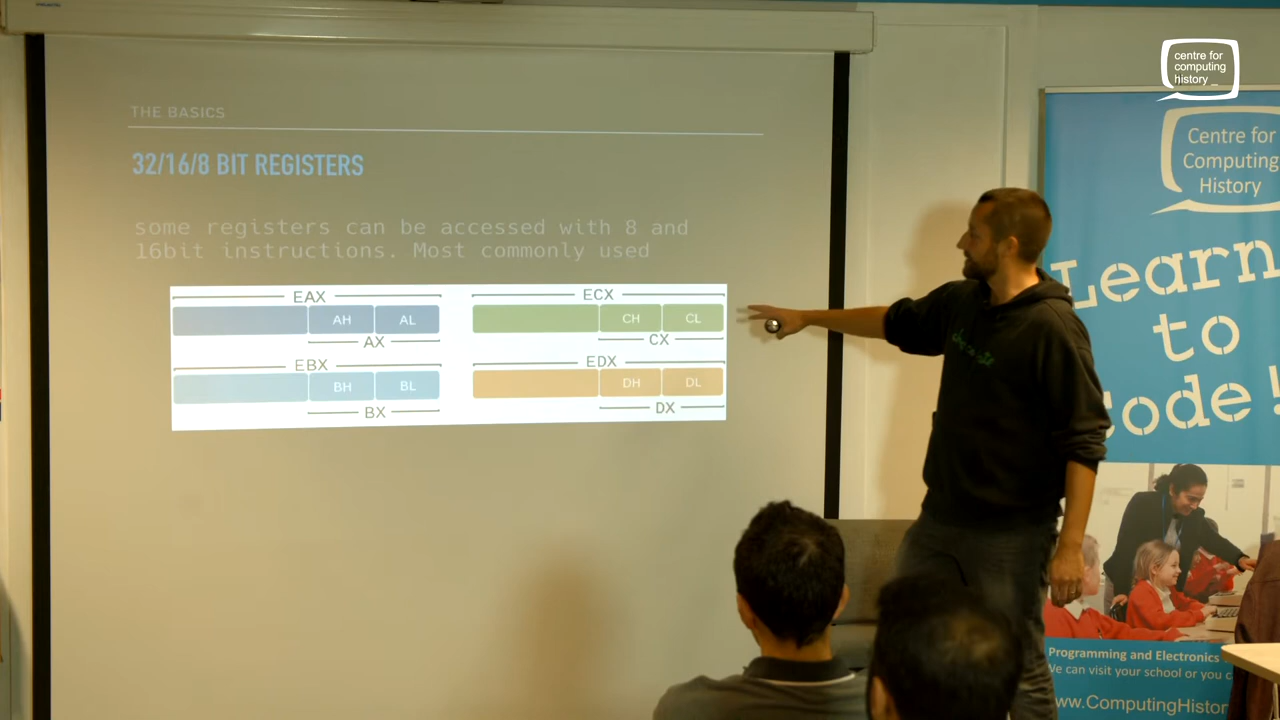 THE BASICS
32/16/8 BIT REGISTERS
some registers can be accessed with 8 and
16bit instructions. Most commonly used
EAX
AH AL
AX
EBX
BH BL
BX
ECX
CH CL
CX
EDX
DH DL
DX
centre for
computing
history _
Centre for
Computing
History
Learn
to
Code!
Programming and Electronics
We can visit your school or you c
www.ComputingHistor